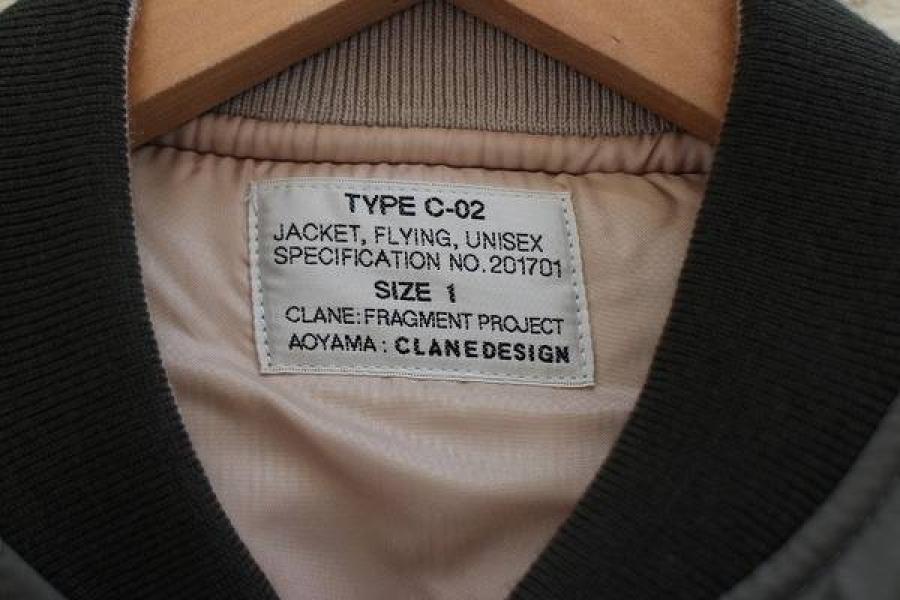 TYPE C-02
JACKET, FLYING, UNISEX
SPECIFICATION NO. 201701
SIZE 1
CLANE:FRAGMENT PROJECT
AOYAMA : CLANEDESIGN